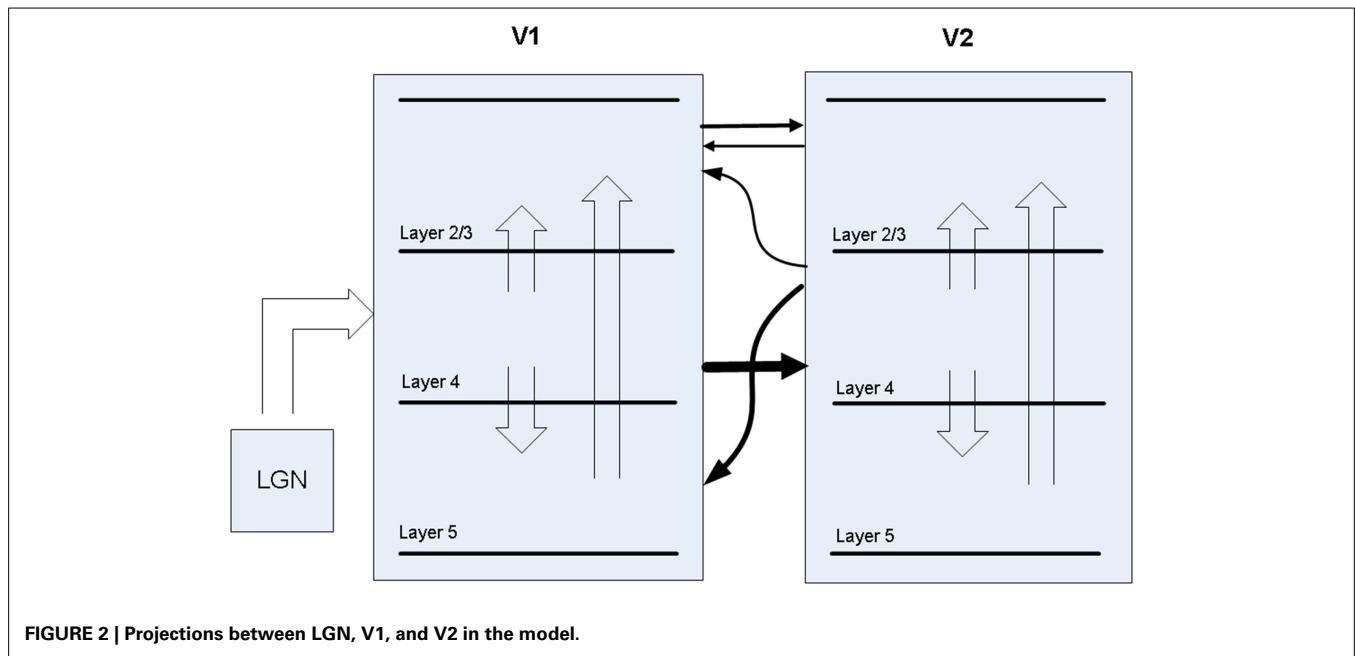 V1
V2
Layer 2/3
Layer 2/3
Layer 4
Layer 4
LGN
Layer 5
Layer 5
FIGURE 2 | Projections between LGN, V1, and V2 in the model.